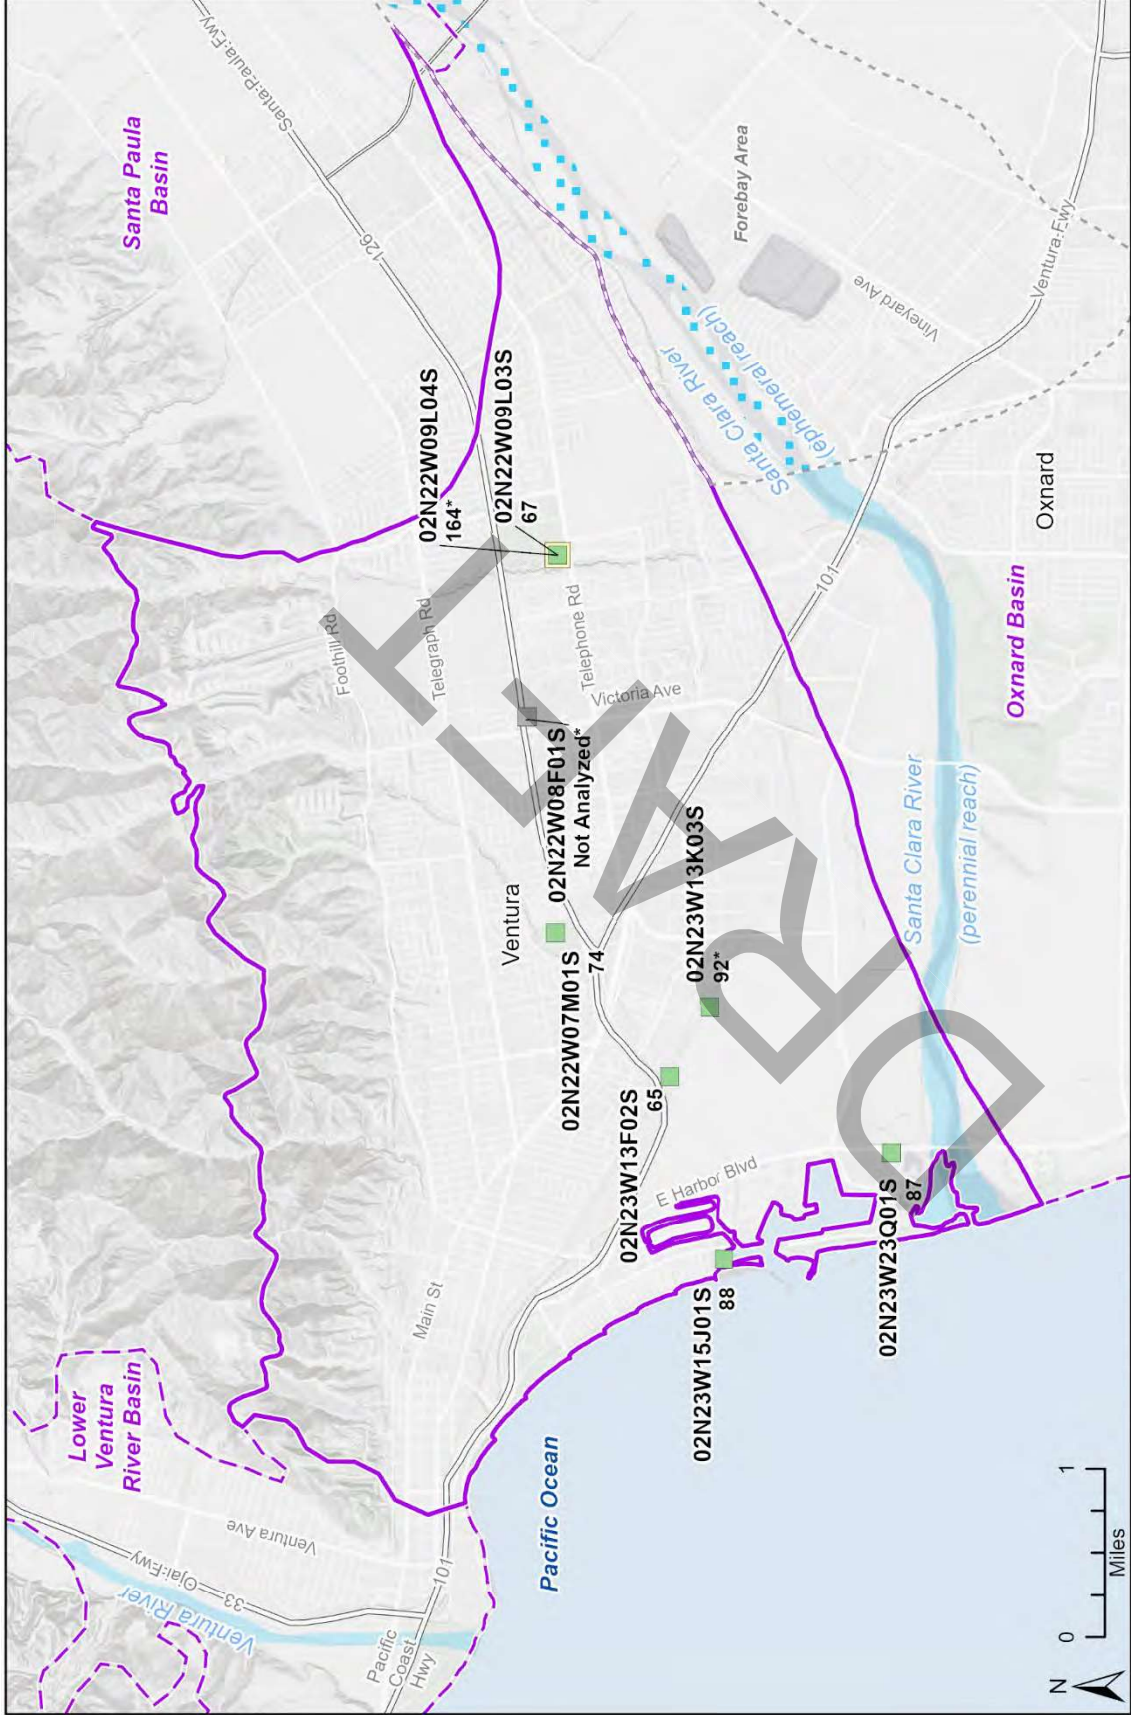 Lower
Ventura
River Basin
Santa Paula
Basin
Santa-Paula-Fwy
126
33
Ojai-Fwy
Ventura River
Ventura Ave
Foothill Rd
Telegraph Rd
Main St
02N22W09L04S
164*
02N22W09L03S
67
Telephone Rd
Victoria Ave
Ventura
02N22W08F01S
Not Analyzed*
02N22W07M01S
74
101
Pacific
Coast
Hwy
Pacific Ocean
02N23W13F02S
65
02N23W13K03S
92*
E Harbor Blvd
02N23W15J01S
88
02N23W23Q01S
87
Forebay Area
Vineyard Ave
Santa Clara River
(ephemeral reach)
101
Ventura-Fwy
Santa Clara River
(perennial reach)
Oxnard Basin
Oxnard
DRAFT
N
0
1
Miles